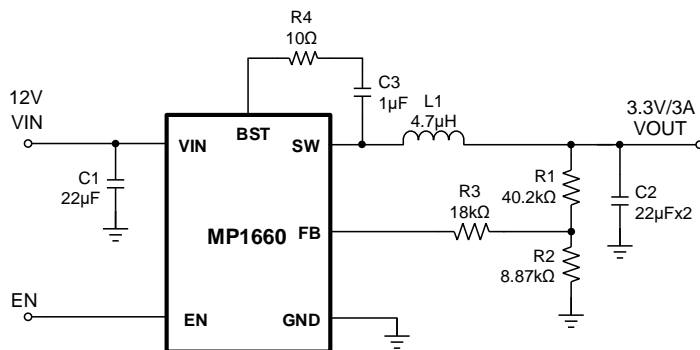 R4
10Ω
C3
1μF
12V
VIN
L1
4.7μH
3.3V/3A
VOUT
BST
VIN
SW
C1
22μF
R3
18kΩ
R1
40.2kΩ
C2
22μFx2
MP1660
FB
R2
8.87kΩ
EN
EN
GND